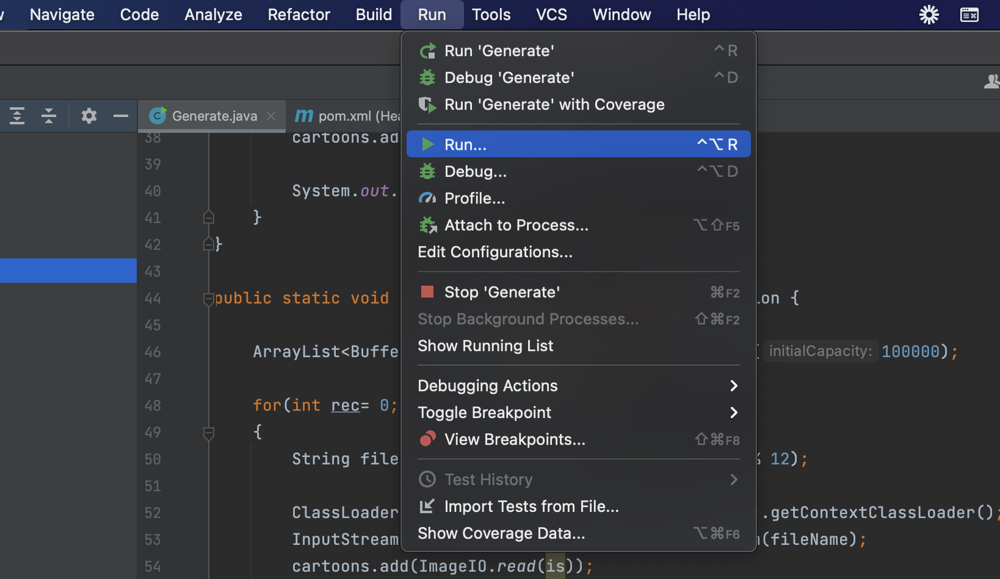 Navigate Code Analyze Refactor Build Run Tools VCS Window Help
Generate.java
pom.xml (Hea
Run 'Generate' ^R
Debug 'Generate' ^D
Run 'Generate' with Coverage
Run... ^⌥R
Debug... ^⌥D
Profile...
Attach to Process... ⌥⇧F5
Edit Configurations...
Stop 'Generate' ⌘F2
Stop Background Processes... ⇧⌘F2
Show Running List
Debugging Actions
Toggle Breakpoint
View Breakpoints... ⇧⌘F8
Test History
Import Tests from File...
Show Coverage Data... ⌥⌘F6
38 cartoons.ad
39
40 System.out.
41 }
42 }
43
44 public static void ion {
45
46 ArrayList<Buffe ( initialCapacity: 100000);
47
48 for(int rec= 0;
49 {
50 String file % 12);
51
52 ClassLoader .getContextClassLoader();
53 InputStream (fileName);
54 cartoons.add(ImageIO.read(is));